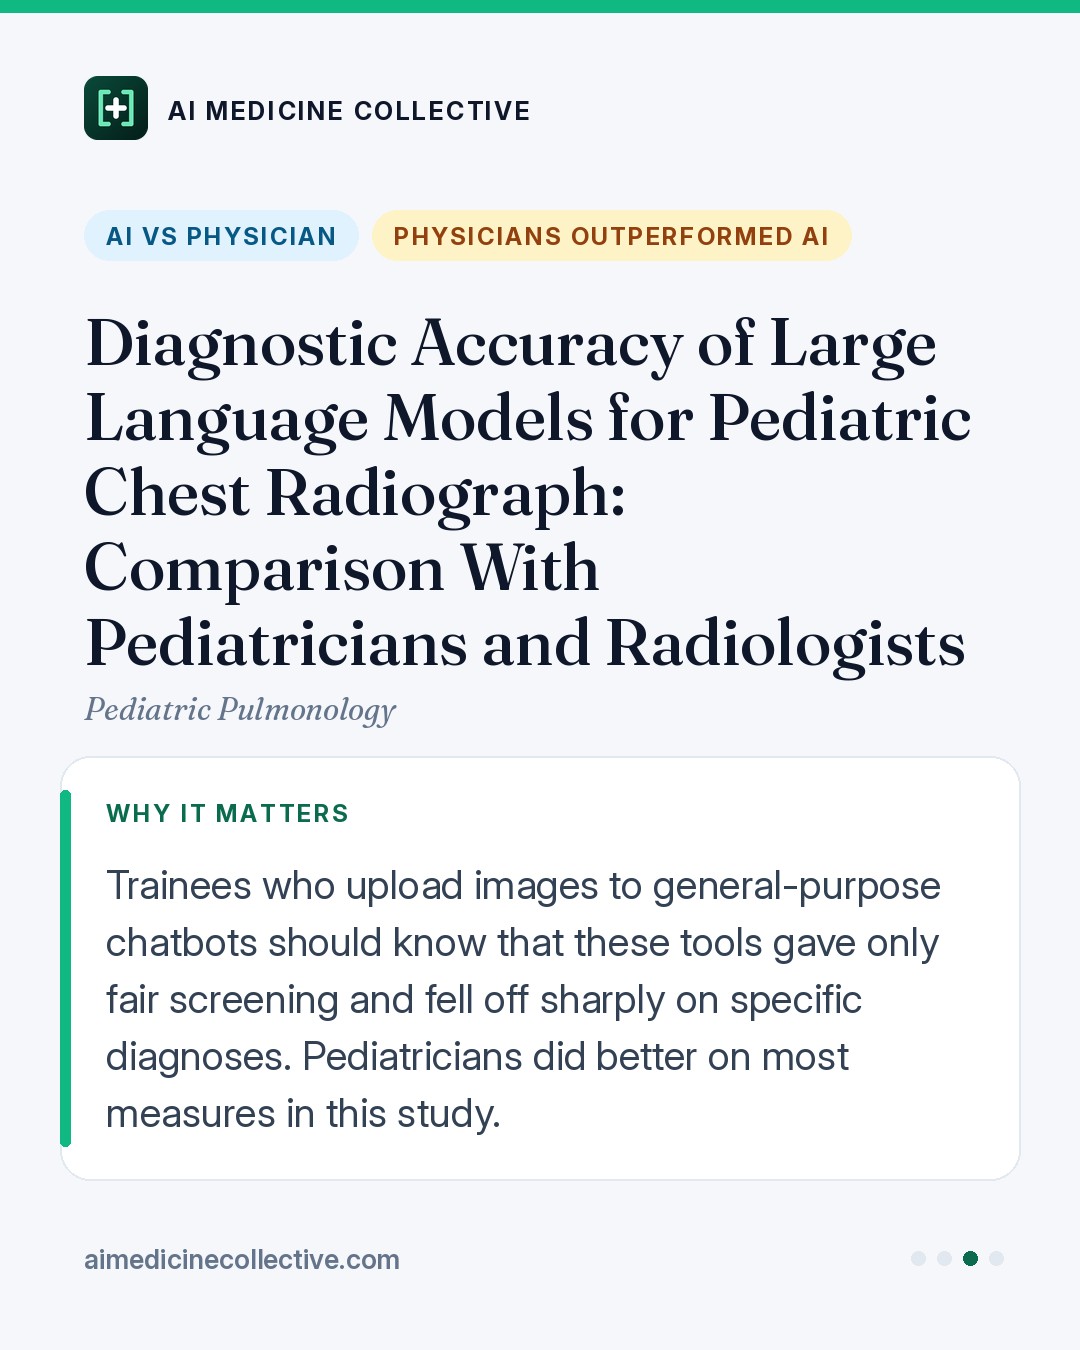 AI MEDICINE COLLECTIVE
AI VS PHYSICIAN
PHYSICIANS OUTPERFORMED AI
Diagnostic Accuracy of Large
Language Models for Pediatric
Chest Radiograph:
Comparison With
Pediatricians and Radiologists
Pediatric Pulmonology
WHY IT MATTERS
Trainees who upload images to general-purpose
chatbots should know that these tools gave only
fair screening and fell off sharply on specific
diagnoses. Pediatricians did better on most
measures in this study.
aimedicinecollective.com